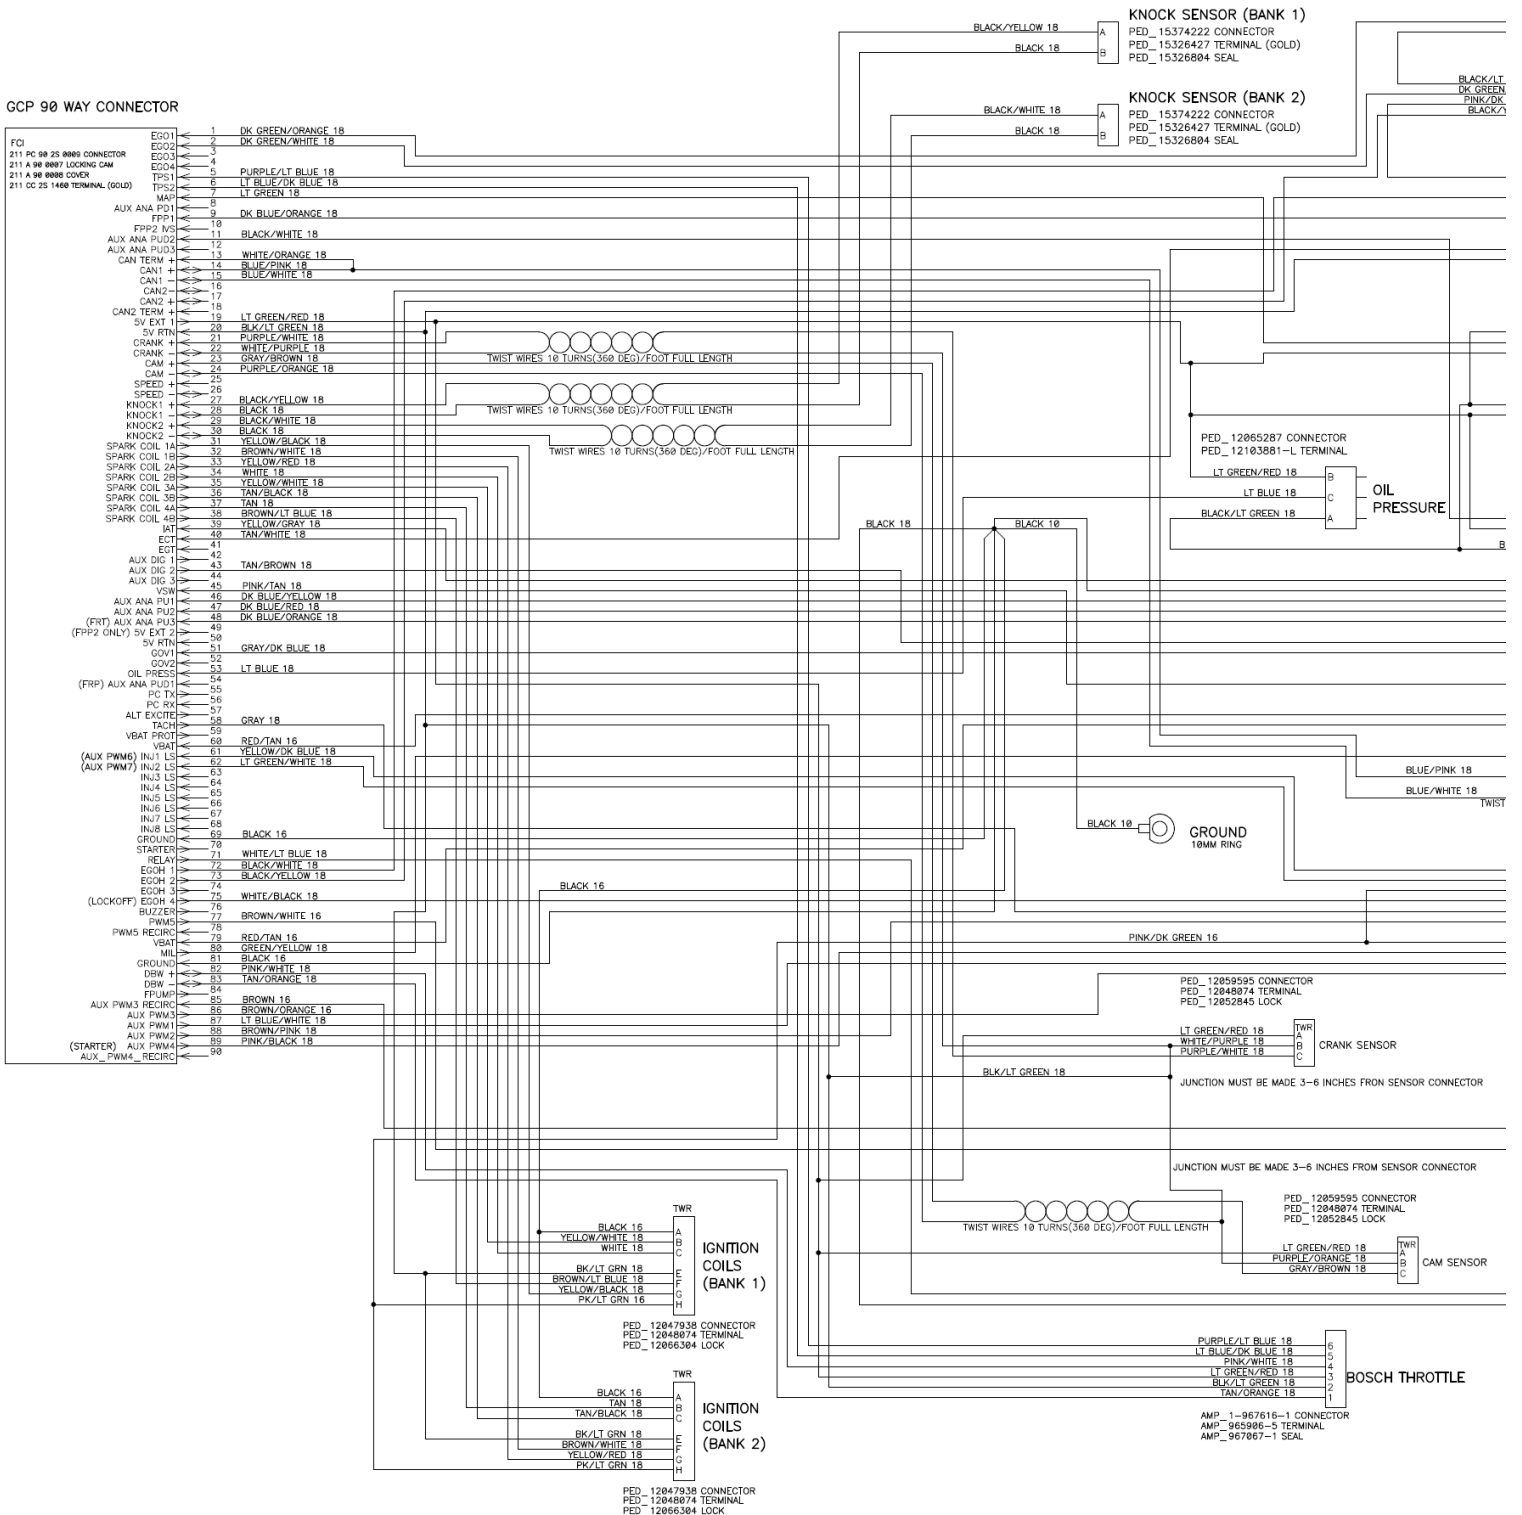 GCP 90 WAY CONNECTOR
FCI
211 PC 90 2S 0009 CONNECTOR
211 A 90 0007 LOCKING CAM
211 A 90 0008 COVER
211 CC 2S 1460 TERMINAL (GOLD)
EGO1 1 DK GREEN/ORANGE 18
EGO2 2 DK GREEN/WHITE 18
EGO3 3
EGO4 4
TPS1 5 PURPLE/LT BLUE 18
TPS2 6 LT BLUE/DK BLUE 18
MAP 7 LT GREEN 18
AUX ANA PD1 8
FPP1 9 DK BLUE/ORANGE 18
FPP2 IVS 10
AUX ANA PUD2 11 BLACK/WHITE 18
AUX ANA PUD3 12
CAN TERM + 13 WHITE/ORANGE 18
CAN1 + 14 BLUE/PINK 18
CAN1 - 15 BLUE/WHITE 18
CAN2- 16
CAN2 + 17
CAN2 TERM + 18
5V EXT 1 19 LT GREEN/RED 18
5V RTN 20 BLK/LT GREEN 18
CRANK + 21 PURPLE/WHITE 18
CRANK - 22 WHITE/PURPLE 18
CAM + 23 GRAY/BROWN 18
CAM - 24 PURPLE/ORANGE 18
SPEED + 25
SPEED - 26
KNOCK1 + 27 BLACK/YELLOW 18
KNOCK1 - 28 BLACK 18
KNOCK2 + 29 BLACK/WHITE 18
KNOCK2 - 30 BLACK 18
SPARK COIL 1A 31 YELLOW/BLACK 18
SPARK COIL 1B 32 BROWN/WHITE 18
SPARK COIL 2A 33 YELLOW/RED 18
SPARK COIL 2B 34 WHITE 18
SPARK COIL 3A 35 YELLOW/WHITE 18
SPARK COIL 3B 36 TAN/BLACK 18
SPARK COIL 4A 37 TAN 18
SPARK COIL 4B 38 BROWN/LT BLUE 18
IAT 39 YELLOW/GRAY 18
ECT 40 TAN/WHITE 18
EGT 41
AUX DIG 1 42
AUX DIG 2 43 TAN/BROWN 18
AUX DIG 3 44
VSW 45 PINK/TAN 18
AUX ANA PU1 46 DK BLUE/YELLOW 18
AUX ANA PU2 47 DK BLUE/RED 18
(FRT) AUX ANA PU3 48 DK BLUE/ORANGE 18
(FPP2 ONLY) 5V EXT 2 49
5V RTN 50
GOV1 51 GRAY/DK BLUE 18
GOV2 52
OIL PRESS 53 LT BLUE 18
(FRP) AUX ANA PUD1 54
PC TX 55
PC RX 56
ALT EXCITE 57
TACH 58 GRAY 18
VBAT PROT 59
VBAT 60 RED/TAN 16
(AUX PWM6) INJ1 LS 61 YELLOW/DK BLUE 18
(AUX PWM7) INJ2 LS 62 LT GREEN/WHITE 18
INJ3 LS 63
INJ4 LS 64
INJ5 LS 65
INJ6 LS 66
INJ7 LS 67
INJ8 LS 68
GROUND 69 BLACK 16
STARTER 70
RELAY 71 WHITE/LT BLUE 18
EGOH 1 72 BLACK/WHITE 18
EGOH 2 73 BLACK/YELLOW 18
EGOH 3 74
(LOCKOFF) EGOH 4 75 WHITE/BLACK 18
BUZZER 76
PWM5 77 BROWN/WHITE 16
PWM5 RECIRC 78
VBAT 79 RED/TAN 16
MIL 80 GREEN/YELLOW 18
GROUND 81 BLACK 16
DBW + 82 PINK/WHITE 18
DBW - 83 TAN/ORANGE 18
FPUMP 84
AUX PWM3 RECIRC 85 BROWN 16
AUX PWM3 86 BROWN/ORANGE 16
AUX PWM1 87 LT BLUE/WHITE 18
AUX PWM2 88 BROWN/PINK 18
(STARTER) AUX PWM4 89 PINK/BLACK 18
AUX_PWM4_RECIRC 90
TWIST WIRES 10 TURNS(360 DEG)/FOOT FULL LENGTH
TWIST WIRES 10 TURNS(360 DEG)/FOOT FULL LENGTH
TWIST WIRES 10 TURNS(360 DEG)/FOOT FULL LENGTH
KNOCK SENSOR (BANK 1)
BLACK/YELLOW 18 A
BLACK 18 B
PED_15374222 CONNECTOR
PED_15326427 TERMINAL (GOLD)
PED_15326804 SEAL
KNOCK SENSOR (BANK 2)
BLACK/WHITE 18 A
BLACK 18 B
PED_15374222 CONNECTOR
PED_15326427 TERMINAL (GOLD)
PED_15326804 SEAL
BLACK/LT
DK GREEN
PINK/DK
BLACK/Y
PED_12065287 CONNECTOR
PED_12103881-L TERMINAL
LT GREEN/RED 18 B
LT BLUE 18 C
BLACK/LT GREEN 18 A
OIL
PRESSURE
BLACK 18
BLACK 10
B
BLUE/PINK 18
BLUE/WHITE 18
TWIST
BLACK 10
GROUND
10MM RING
BLACK 16
PINK/DK GREEN 16
PED_12059595 CONNECTOR
PED_12048074 TERMINAL
PED_12052845 LOCK
TWR
LT GREEN/RED 18 A
WHITE/PURPLE 18 B
PURPLE/WHITE 18 C
CRANK SENSOR
BLK/LT GREEN 18
JUNCTION MUST BE MADE 3-6 INCHES FRON SENSOR CONNECTOR
JUNCTION MUST BE MADE 3-6 INCHES FROM SENSOR CONNECTOR
PED_12059595 CONNECTOR
PED_12048074 TERMINAL
PED_12052845 LOCK
TWIST WIRES 10 TURNS(360 DEG)/FOOT FULL LENGTH
TWR
LT GREEN/RED 18 A
PURPLE/ORANGE 18 B
GRAY/BROWN 18 C
CAM SENSOR
TWR
BLACK 16 A
YELLOW/WHITE 18 B
WHITE 18 C
BK/LT GRN 18 E
BROWN/LT BLUE 18 F
YELLOW/BLACK 18 G
PK/LT GRN 16 H
IGNITION
COILS
(BANK 1)
PED_12047938 CONNECTOR
PED_12048074 TERMINAL
PED_12066304 LOCK
TWR
BLACK 16 A
TAN 18 B
TAN/BLACK 18 C
BK/LT GRN 18 E
BROWN/WHITE 18 F
YELLOW/RED 18 G
PK/LT GRN 18 H
IGNITION
COILS
(BANK 2)
PED_12047938 CONNECTOR
PED_12048074 TERMINAL
PED_12066304 LOCK
PURPLE/LT BLUE 18 6
LT BLUE/DK BLUE 18 5
PINK/WHITE 18 4
LT GREEN/RED 18 3
BLK/LT GREEN 18 2
TAN/ORANGE 18 1
BOSCH THROTTLE
AMP_1-967616-1 CONNECTOR
AMP_965906-5 TERMINAL
AMP_967067-1 SEAL